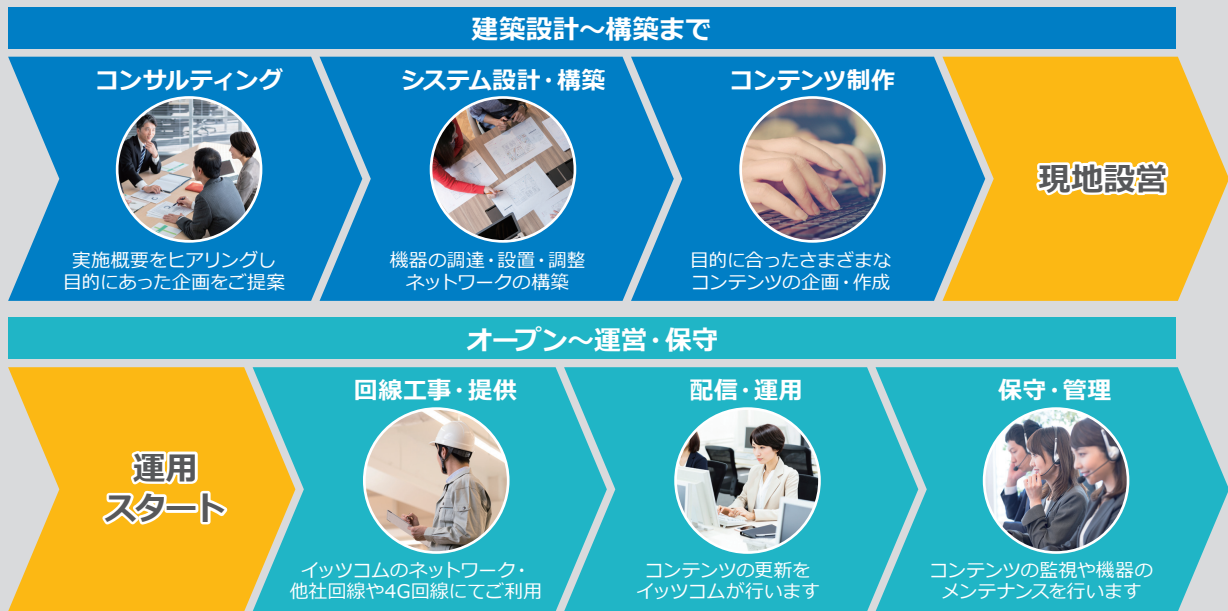 建築設計～構築まで
コンサルティング
実施概要をヒアリングし
目的にあった企画をご提案
システム設計・構築
機器の調達・設置・調整
ネットワークの構築
コンテンツ制作
目的に合ったさまざまな
コンテンツの企画・作成
現地設営
オープン～運営・保守
運用
スタート
回線工事・提供
イッツコムのネットワーク・
他社回線や4G回線にてご利用
配信・運用
コンテンツの更新を
イッツコムが行います
保守・管理
コンテンツの監視や機器の
メンテナンスを行います